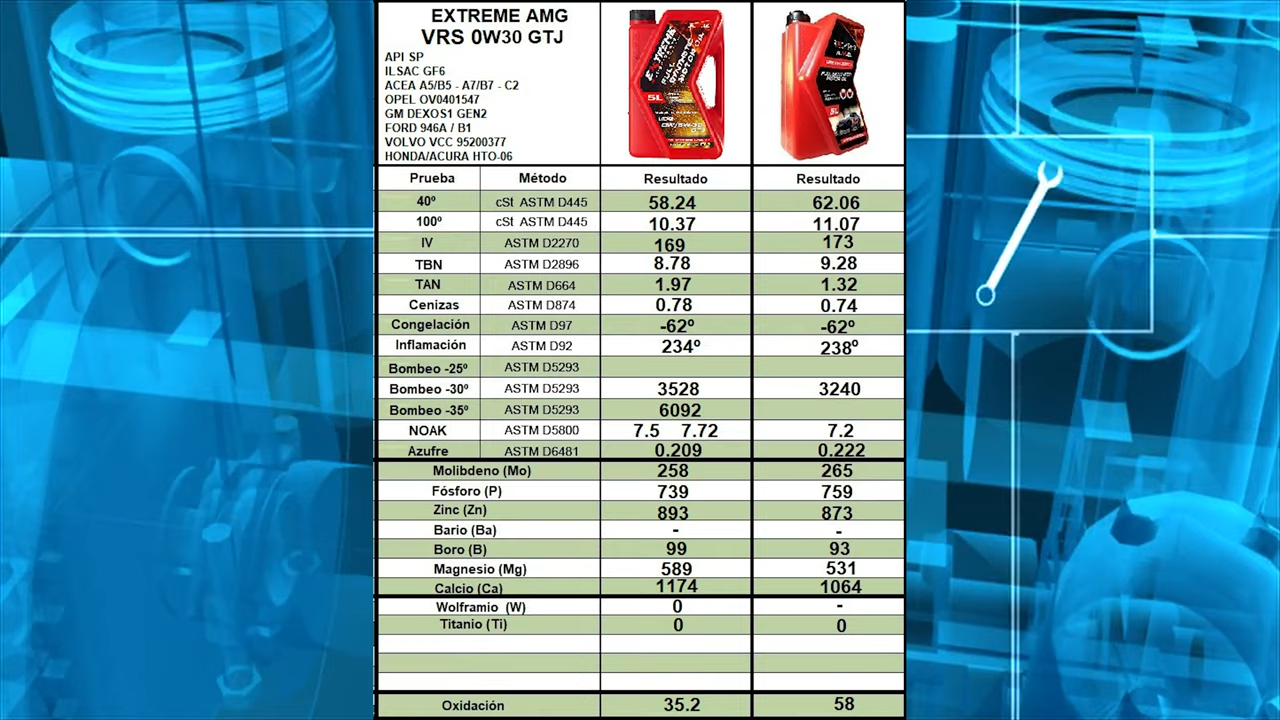 EXTREME AMG
VRS 0W30 GTJ
API SP
ILSAC GF6
ACEA A5/B5 - A7/B7 - C2
OPEL OV0401547
GM DEXOS1 GEN2
FORD 946A / B1
VOLVO VCC 95200377
HONDA/ACURA HTO-06
EXTREME
FULL SYNTHETIC MOTOR OIL
5L
Prueba Método Resultado Resultado
40º cSt ASTM D445 58.24 62.06
100º cSt ASTM D445 10.37 11.07
IV ASTM D2270 169 173
TBN ASTM D2896 8.78 9.28
TAN ASTM D664 1.97 1.32
Cenizas ASTM D874 0.78 0.74
Congelación ASTM D97 -62º -62º
Inflamación ASTM D92 234º 238º
Bombeo -25º ASTM D5293
Bombeo -30º ASTM D5293 3528 3240
Bombeo -35º ASTM D5293 6092
NOAK ASTM D5800 7.5 7.72 7.2
Azufre ASTM D6481 0.209 0.222
Molibdeno (Mo) 258 265
Fósforo (P) 739 759
Zinc (Zn) 893 873
Bario (Ba) - -
Boro (B) 99 93
Magnesio (Mg) 589 531
Calcio (Ca) 1174 1064
Wolframio (W) 0 -
Titanio (Ti) 0 0
Oxidación 35.2 58